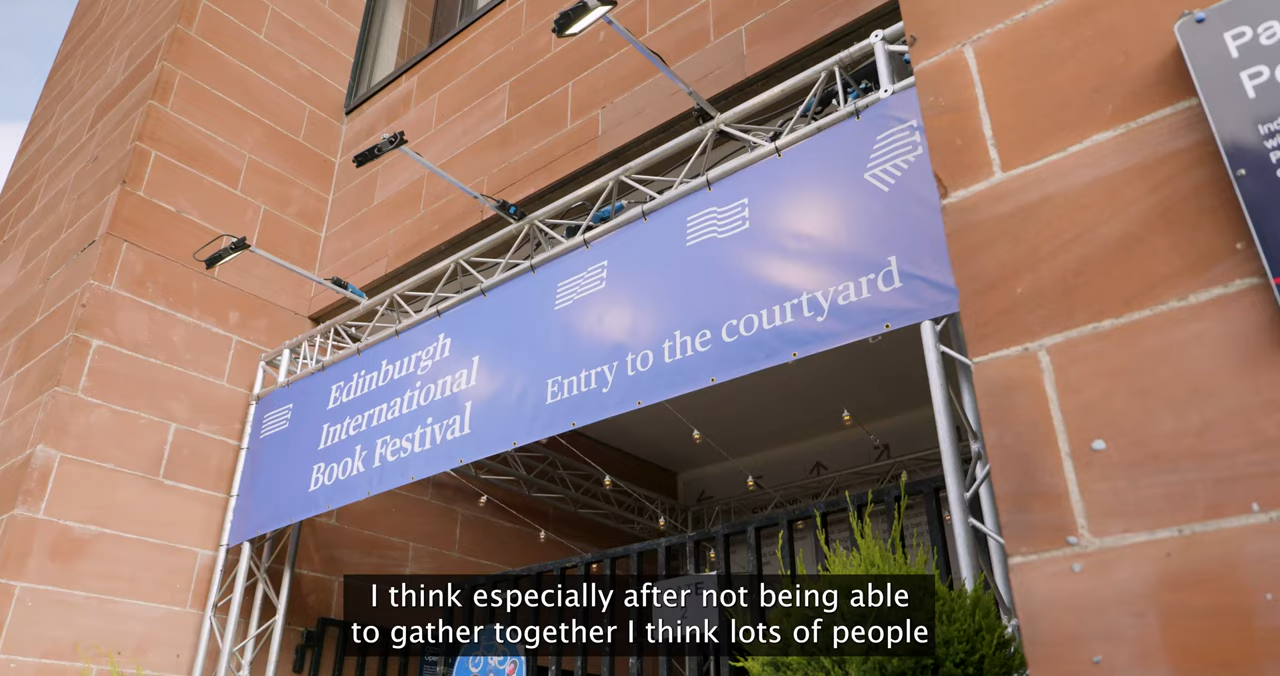 Edinburgh
International
Book Festival
Entry to the courtyard
I think especially after not being able
to gather together I think lots of people